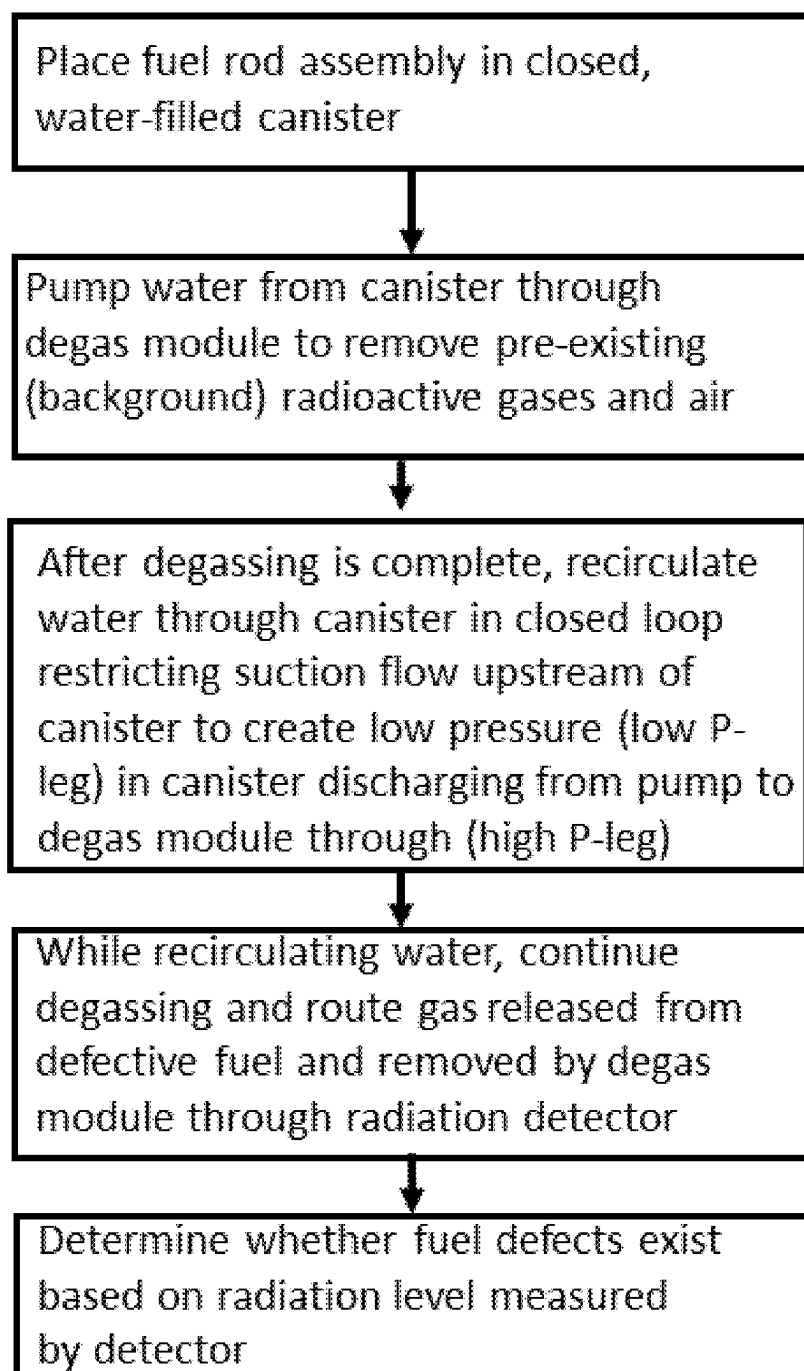 Place fuel rod assembly in closed,
water-filled canister
Pump water from canister through
degas module to remove pre-existing
(background) radioactive gases and air
After degassing is complete, recirculate
water through canister in closed loop
restricting suction flow upstream of
canister to create low pressure (low P-
leg) in canister discharging from pump to
degas module through (high P-leg)
While recirculating water, continue
degassing and route gas released from
defective fuel and removed by degas
module through radiation detector
Determine whether fuel defects exist
based on radiation level measured
by detector